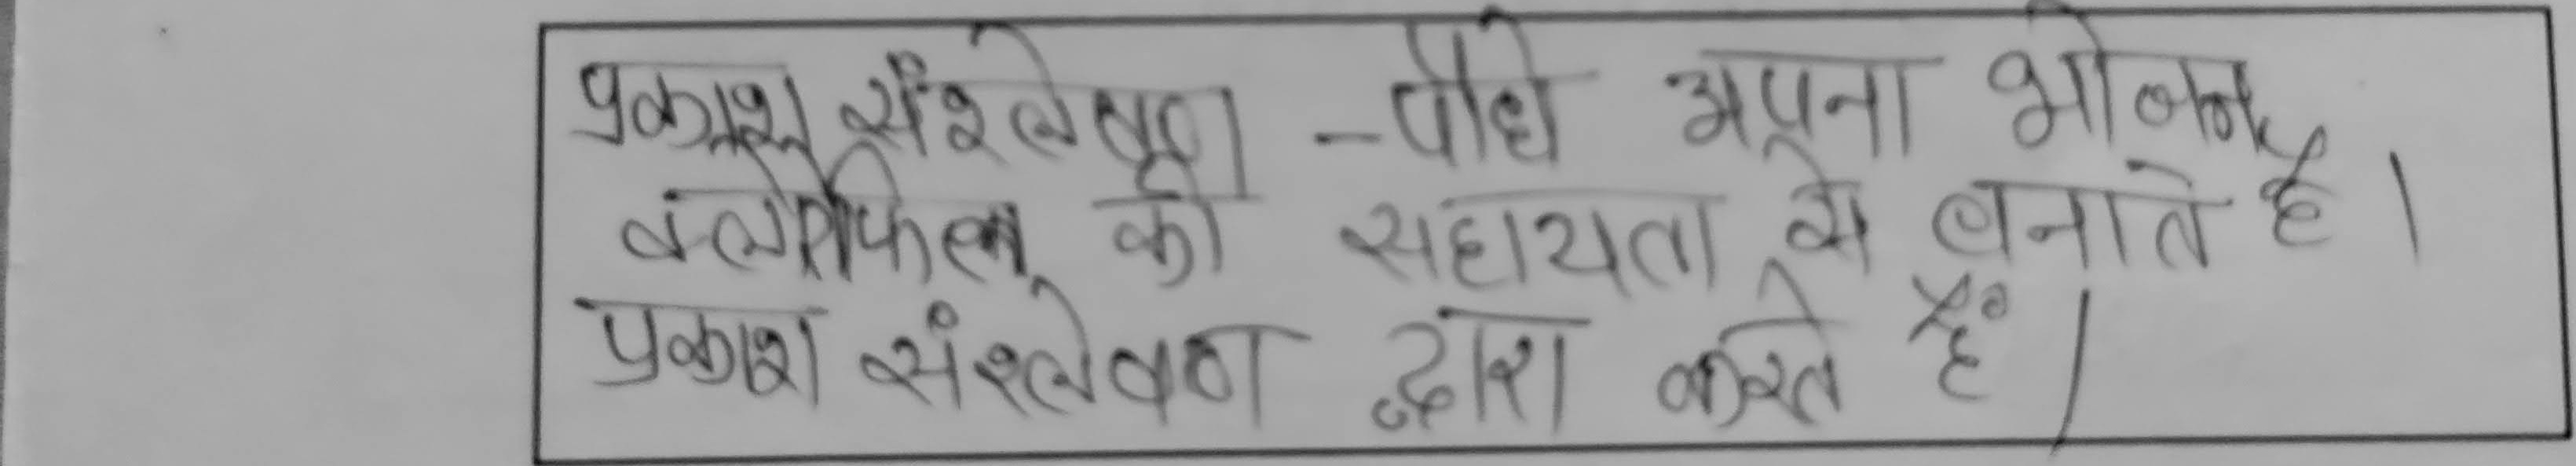 प्रकाश संश्लेषण - पौधे अपना भोजन
क्लोरोफिल की सहायता से बनाते है।
प्रकाश संश्लेषण द्वारा करते हैं।